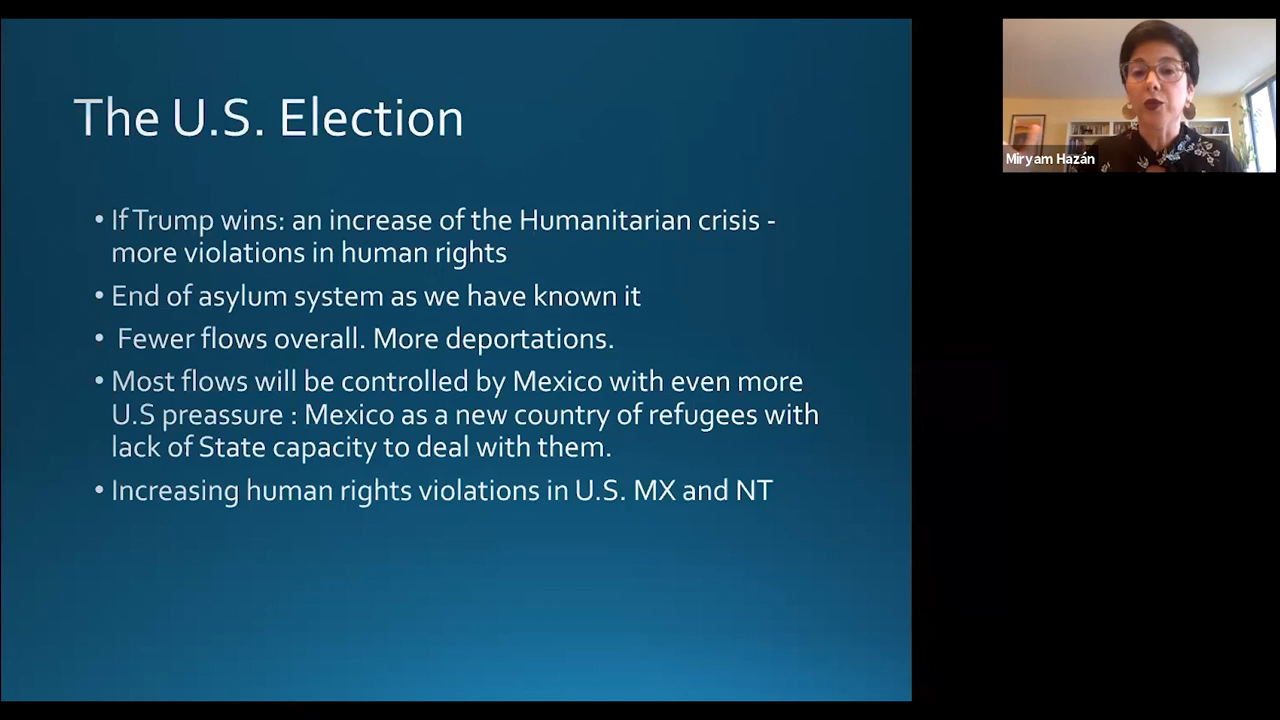 The U.S. Election
• If Trump wins: an increase of the Humanitarian crisis -
more violations in human rights
• End of asylum system as we have known it
• Fewer flows overall. More deportations.
• Most flows will be controlled by Mexico with even more
U.S preassure : Mexico as a new country of refugees with
lack of State capacity to deal with them.
• Increasing human rights violations in U.S. MX and NT
Miryam Hazán